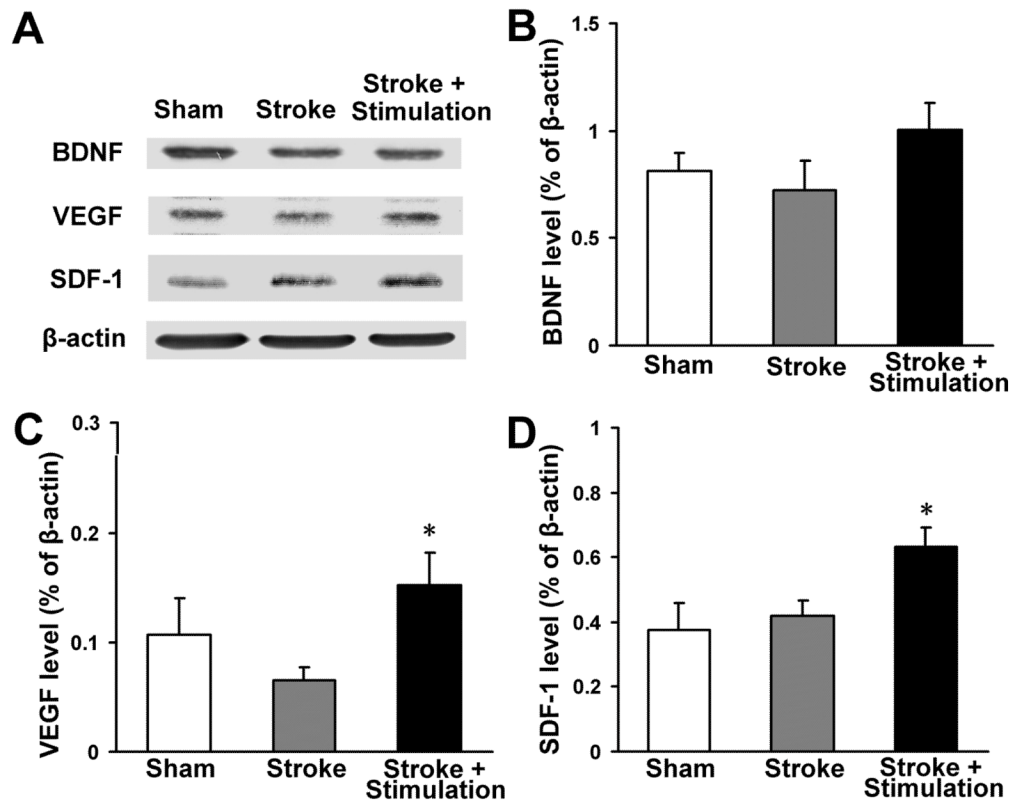 A
Sham
Stroke
Stroke +
Stimulation
BDNF
VEGF
SDF-1
β-actin
B
BDNF level (% of β-actin)
1.5
1
0.5
0
Sham
Stroke
Stroke +
Stimulation
C
VEGF level (% of β-actin)
0.3
0.2
0.1
0
*
Sham
Stroke
Stroke +
Stimulation
D
SDF-1 level (% of β-actin)
1
0.8
0.6
0.4
0.2
0
*
Sham
Stroke
Stroke +
Stimulation